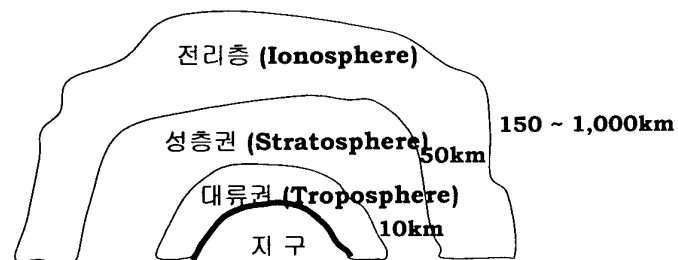 전리층 (Ionosphere)
150 ~ 1,000km
성층권 (Stratosphere)
50km
대류권 (Troposphere)
10km
지 구